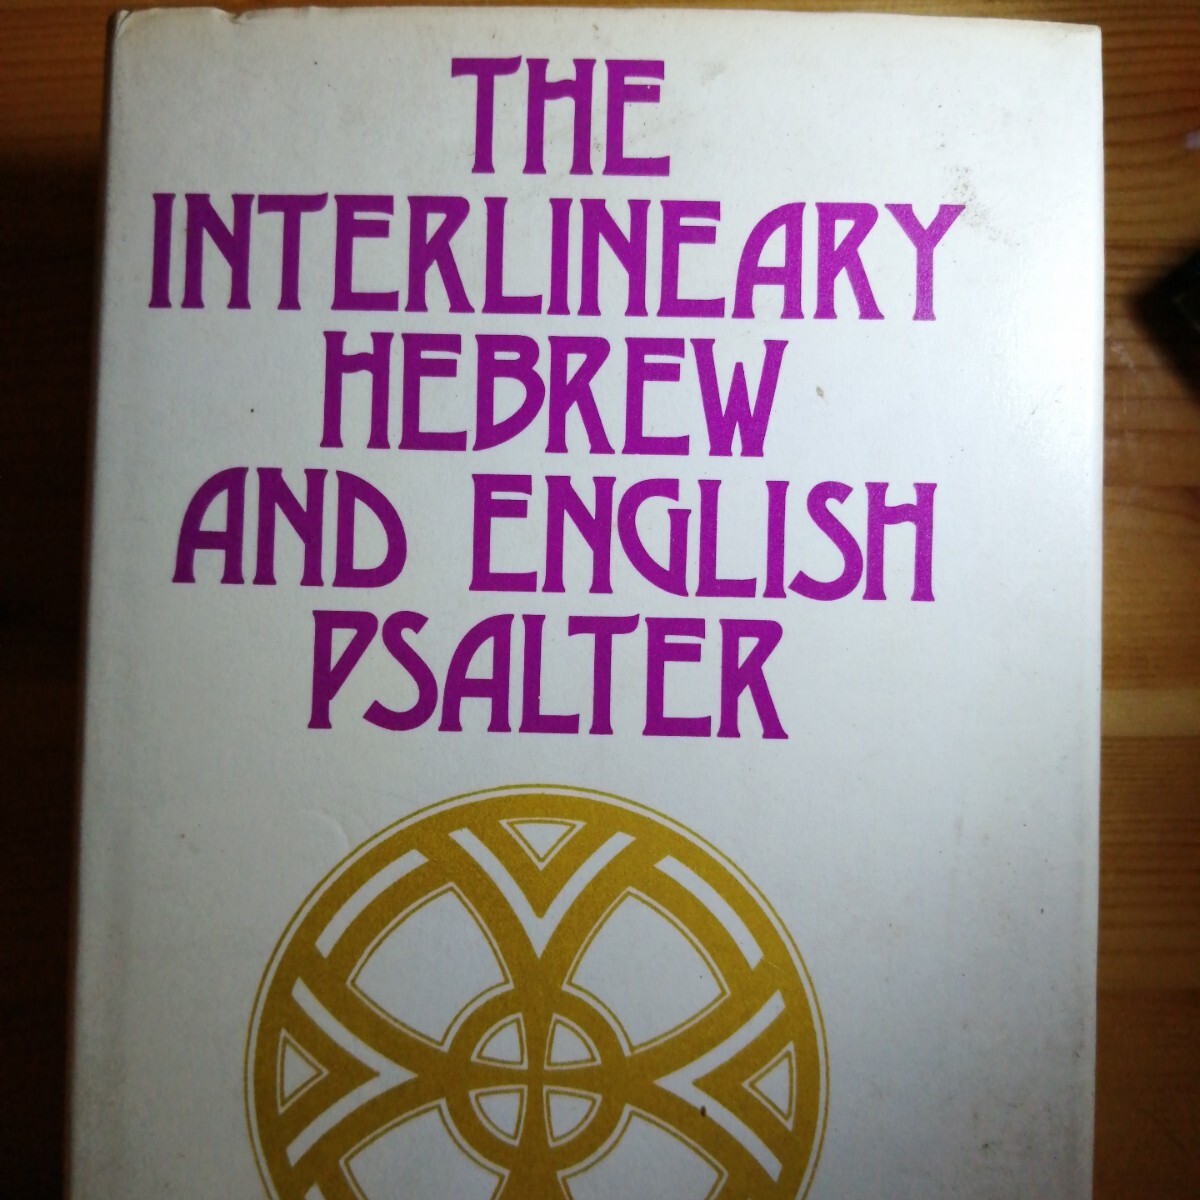 THE
INTERLINEARY
HEBREW
AND ENGLISH
PSALTER